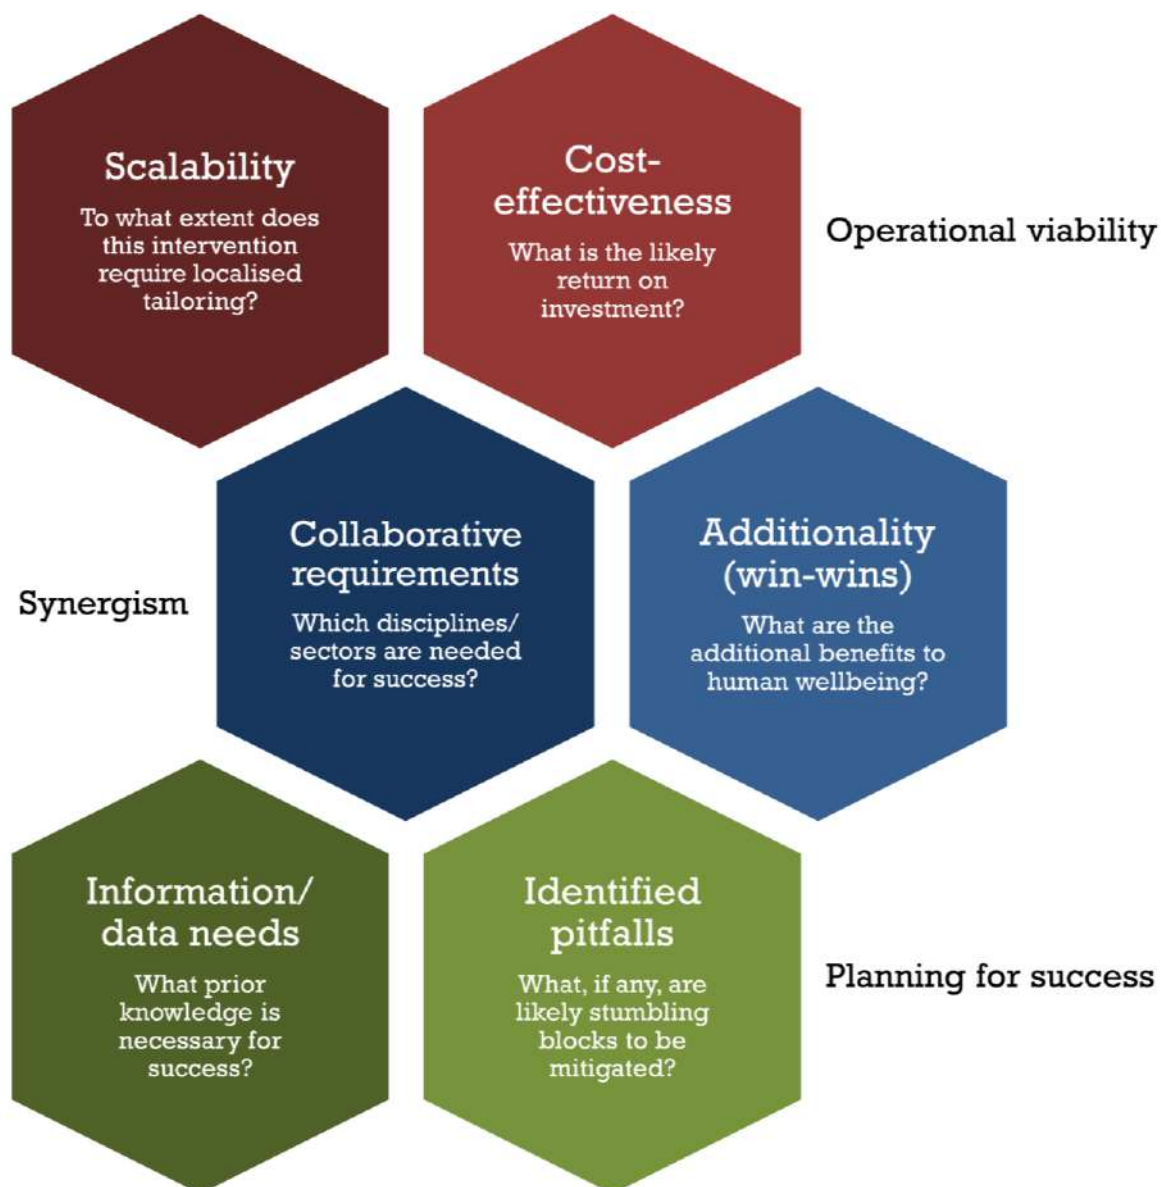 Scalability
To what extent does
this intervention
require localised
tailoring?
Cost-
effectiveness
What is the likely
return on
investment?
Operational viability
Synergism
Collaborative
requirements
Which disciplines/
sectors are needed
for success?
Additionality
(win-wins)
What are the
additional benefits to
human wellbeing?
Information/
data needs
What prior
knowledge is
necessary for
success?
Identified
pitfalls
What, if any, are
likely stumbling
blocks to be
mitigated?
Planning for success